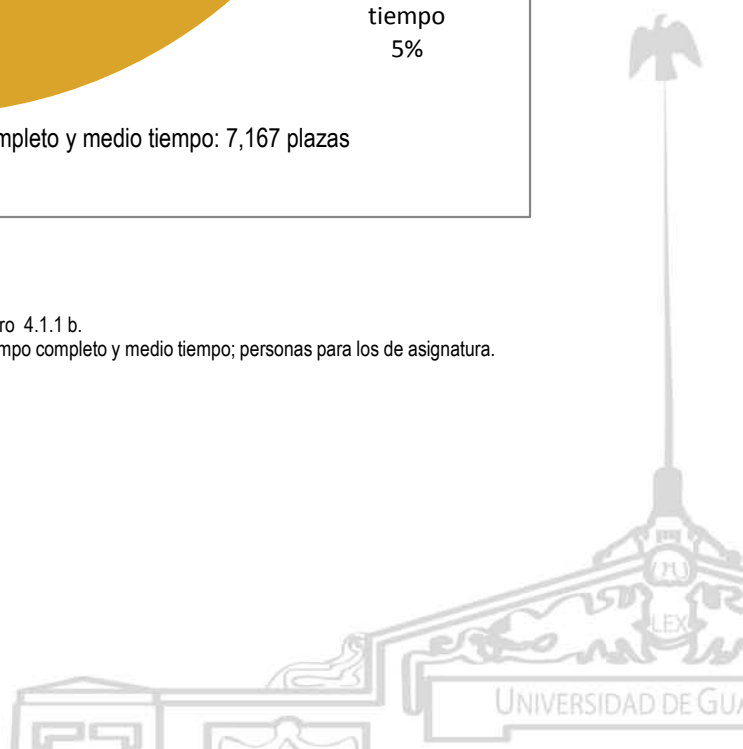 tiempo
5%
mpleto y medio tiempo: 7,167 plazas
ro 4.1.1 b.
mpo completo y medio tiempo; personas para los de asignatura.
LEX
UNIVERSIDAD DE GUA